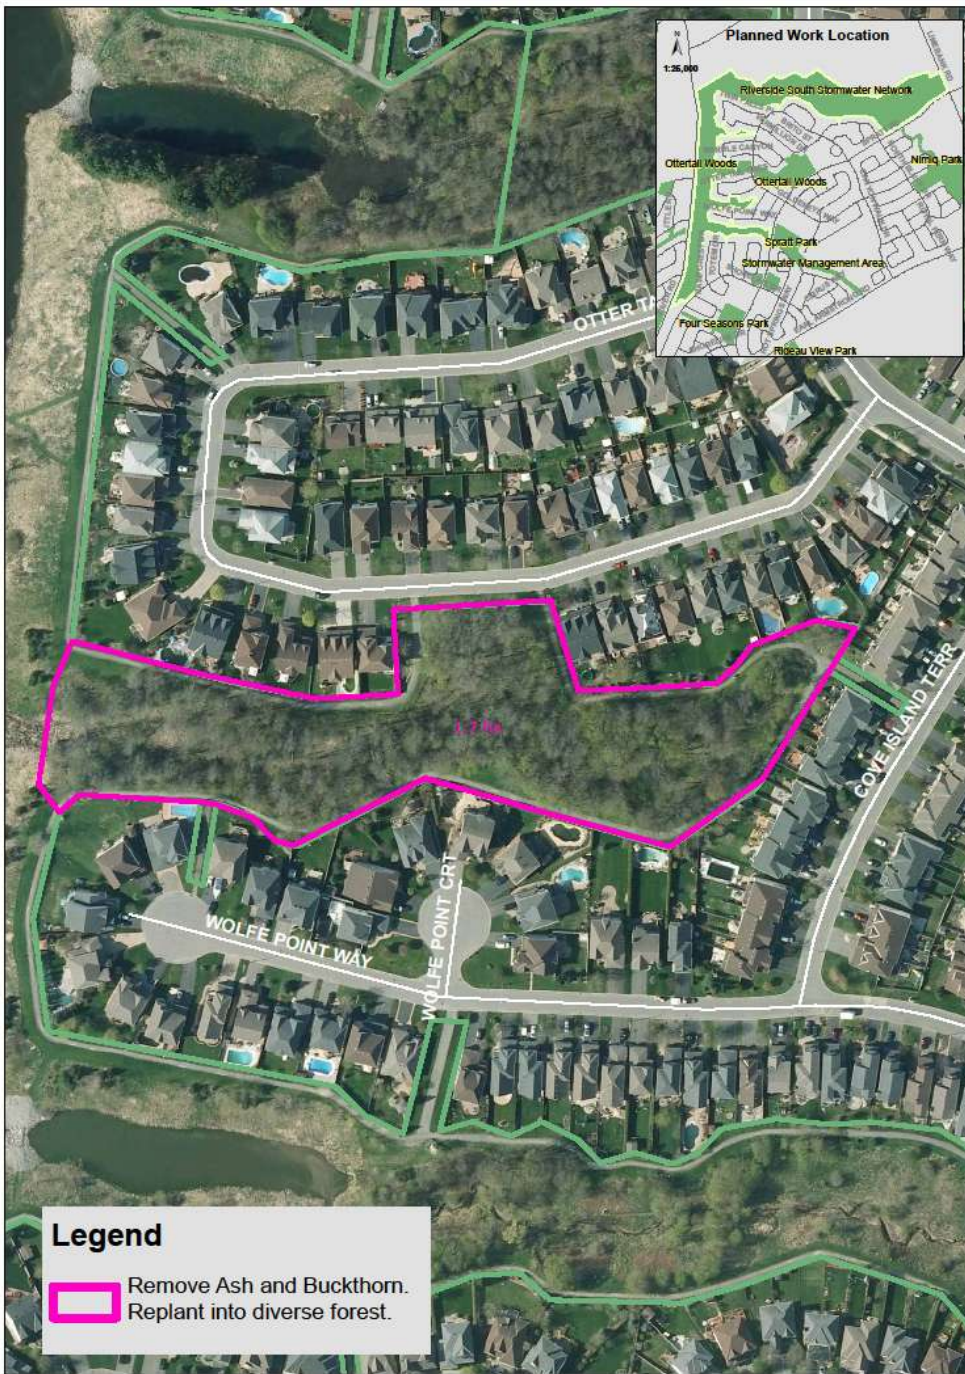 Planned Work Location
N
1:25,000
LIMEBANK RD
Riverside South Stormwater Network
Nimiq Park
Ottertail Woods
Ottertail Woods
Spratt Park
Stormwater Management Area
Four Seasons Park
Rideau View Park
OTTER TA
COVE ISLAND TERR
WOLFE POINT CRT
WOLFE POINT WAY
Legend
Remove Ash and Buckthorn.
Replant into diverse forest.